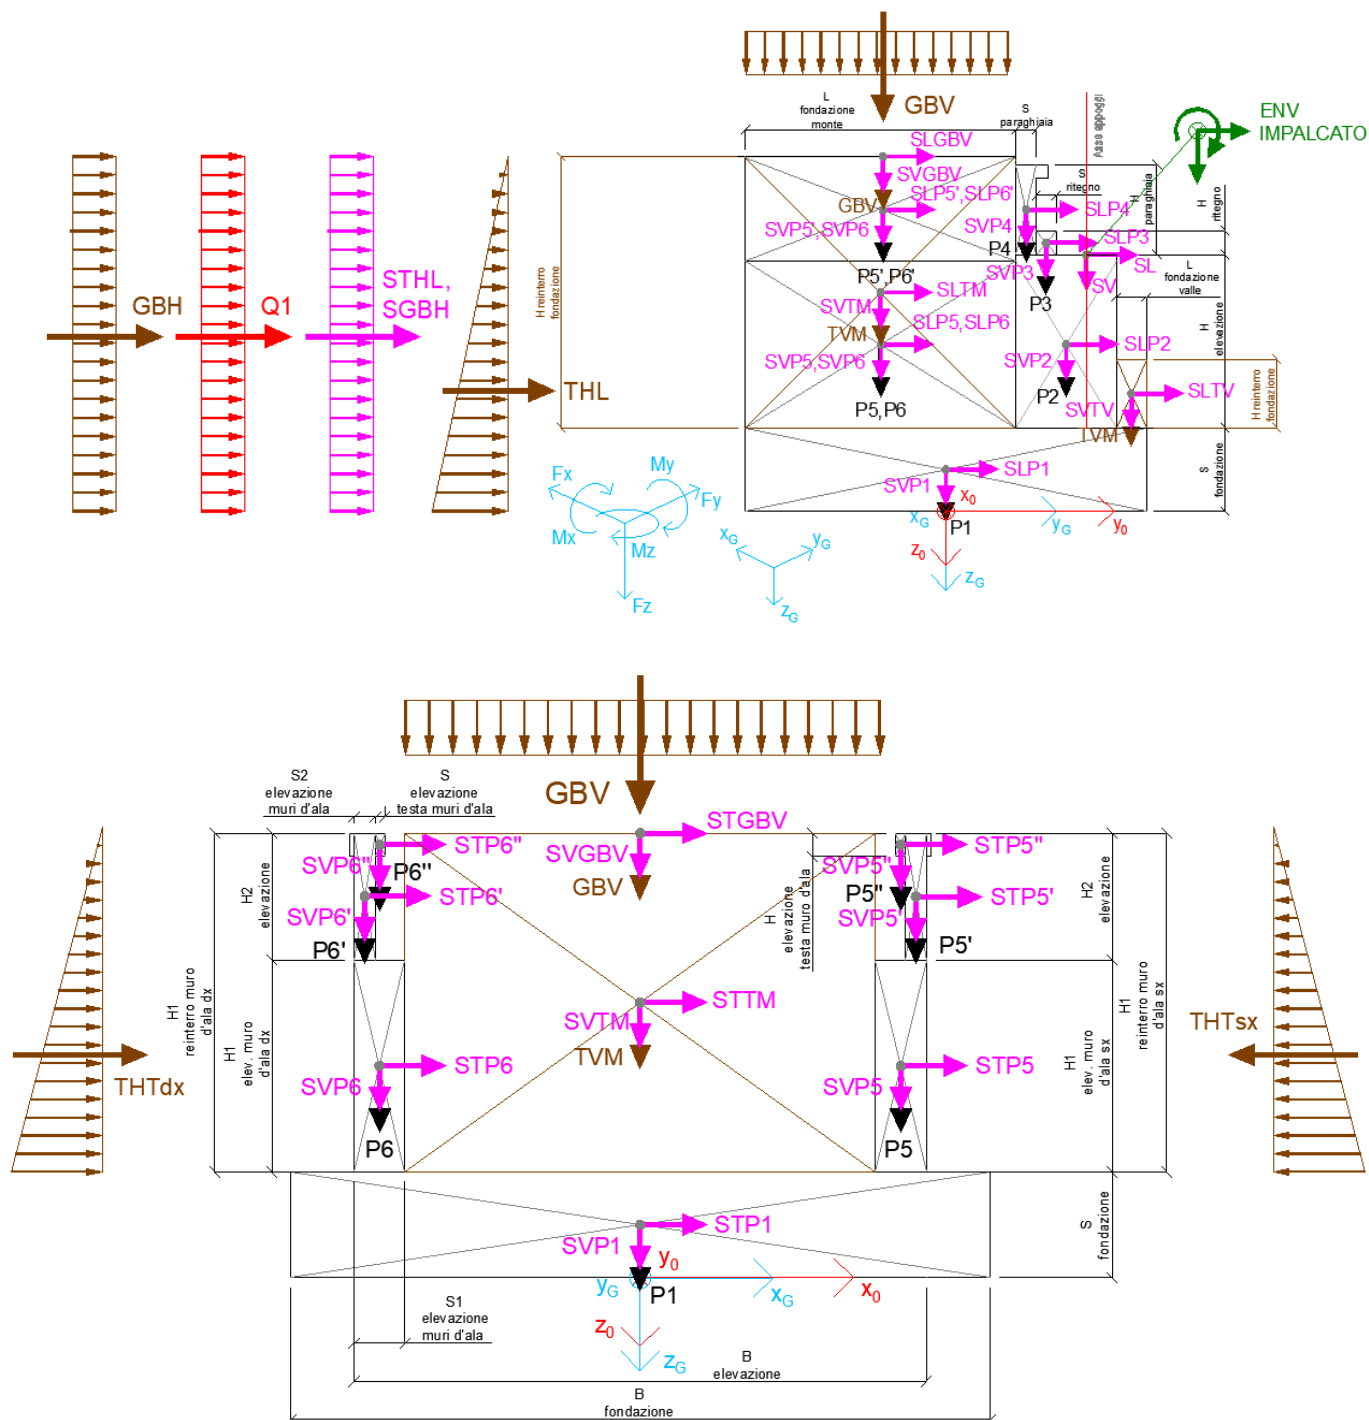 GBV
L
fondazione
monte
S
paraghiaia
Asse appoggi
ENV
IMPALCATO
SLGBV
SVGBV
S
ritegno
H
paraghiaia
H
ritegno
SLP5',SLP6'
GBV
SLP4
SVP5',SVP6'
SVP4
P4
SLP3
SVP3
SL
P5',P6'
SV
L
fondazione
valle
P3
H reinterro
fondazione
GBH
Q1
STHL,
SGBH
THL
SLTM
SVTM
SLP5,SLP6
TVM
SVP5,SVP6
P5,P6
SLP2
SVP2
P2
H
elevazione
SLTV
SVTV
TVM
H reinterro
fondazione
S
fondazione
SLP1
SVP1
x0
xG
P1
yG
y0
z0
zG
Fx
My
Fy
Mx
Mz
Fz
xG
yG
zG
GBV
S2
elevazione
muri d'ala
S
elevazione
testa muri d'ala
STGBV
SVGBV
GBV
STP6"
SVP6"
P6"
STP6'
SVP6'
P6'
STP5"
SVP5"
P5"
STP5'
SVP5'
P5'
H
elevazione
testa muro d'ala
H2
elevazione
H2
elevazione
H1
reinterro muro
d'ala dx
H1
elev. muro
d'ala dx
H1
elev. muro
d'ala sx
H1
reinterro muro
d'ala sx
THTdx
THTsx
STTM
SVTM
TVM
STP6
SVP6
P6
STP5
SVP5
P5
S
fondazione
STP1
SVP1
y0
yG
P1
xG
x0
z0
zG
S1
elevazione
muri d'ala
B
elevazione
B
fondazione